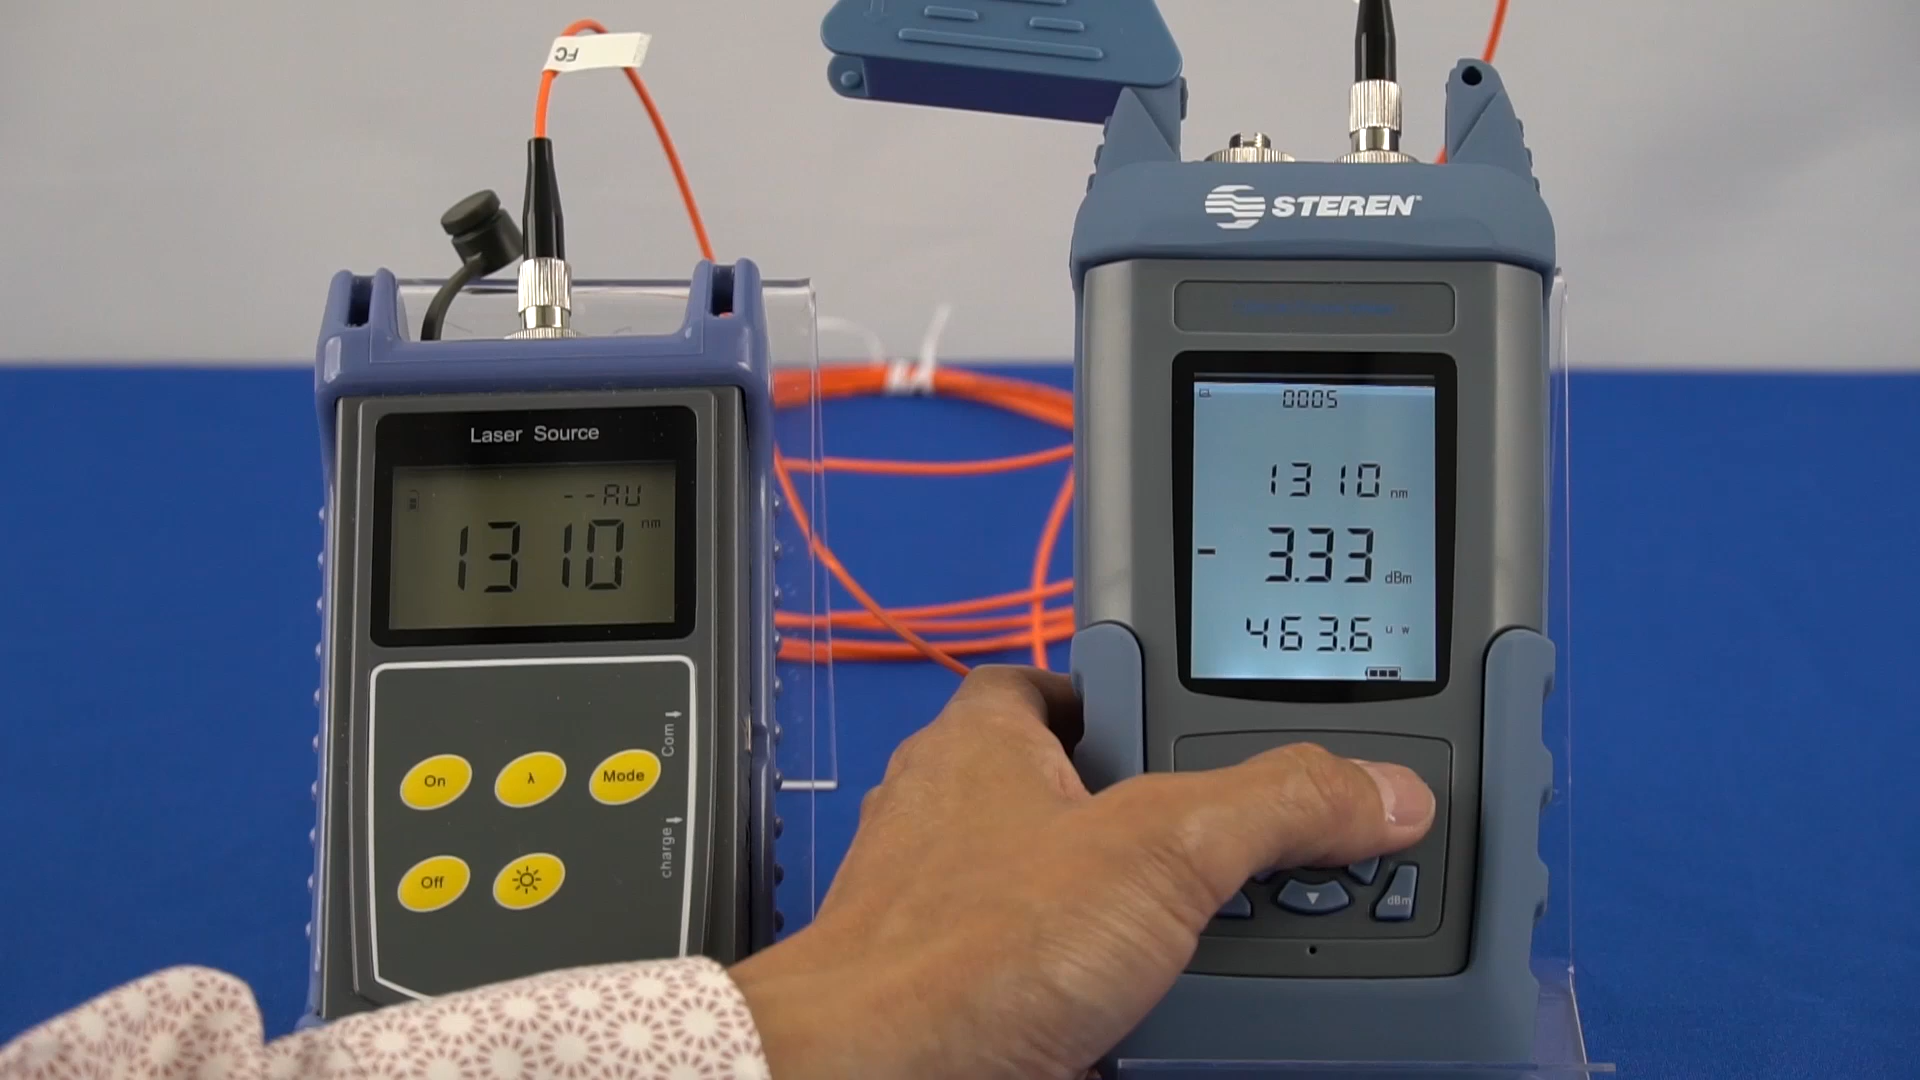 FC
STEREN
Laser Source
--AU
1310 nm
Com
On
λ
Mode
charge
Off
0005
1310 nm
- 3.33 dBm
463.6 uw
dBm